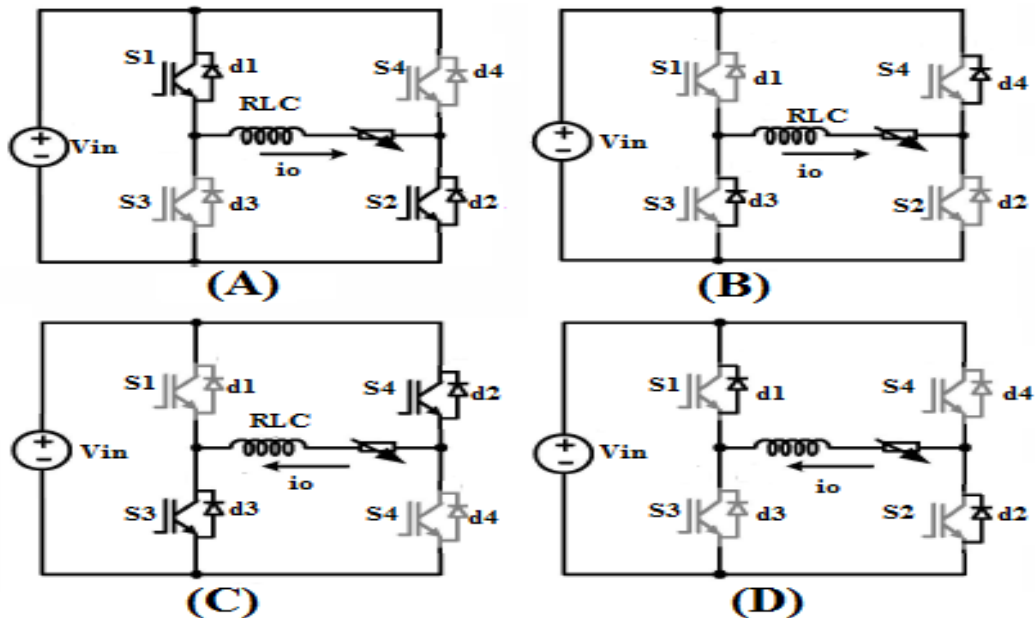 S1
d1
S4
d4
RLC
Vin
io
S3
d3
S2
d2
(A)
S1
d1
S4
d4
RLC
Vin
io
S3
d3
S2
d2
(B)
S1
d1
S4
d2
RLC
Vin
io
S3
d3
S4
d4
(C)
S1
d1
S4
d4
Vin
io
S3
d3
S2
d2
(D)